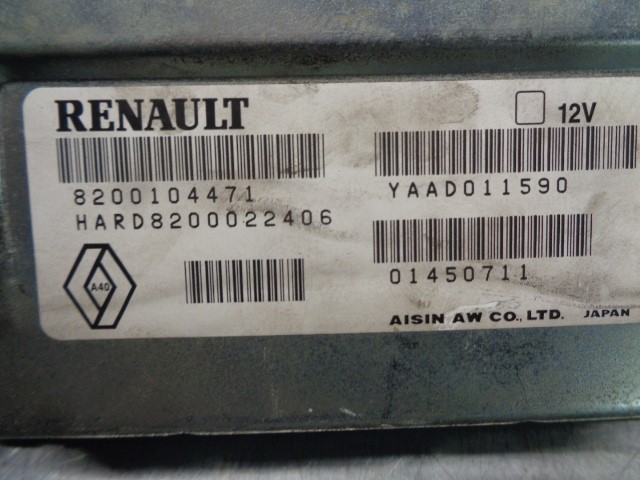 RENAULT
12V
8200104471
YAAD011590
HARD8200022406
01450711
A40
AISIN AW CO., LTD. JAPAN